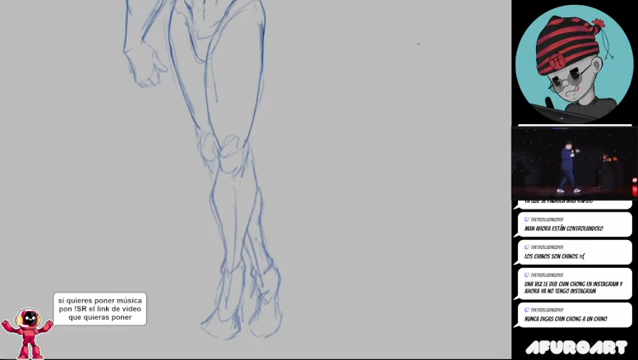 MAN AHORA ESTÁN CONTROLANDOLO
LOS CHINOS SON CHINOS :C
UNA VEZ LE DIJE CHIN CHONG EN INSTAGRAM Y
AHORA YA NO TENGO INSTAGRAM
NUNCA DIGAS CHIN CHONG A UN CHINO
si quieres poner música
pon !SR el link de video
que quieras poner
AFUROART